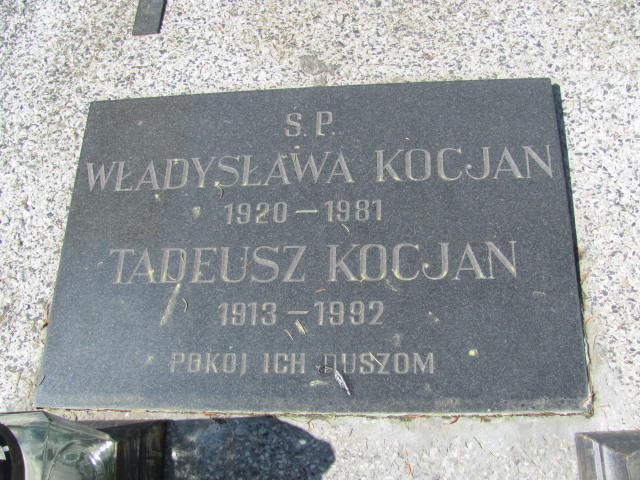 S.P.
WŁADYSŁAWA KOCJAN
1920-1981
TADEUSZ KOCJAN
1913-1992
POKÓJ ICH DUSZOM